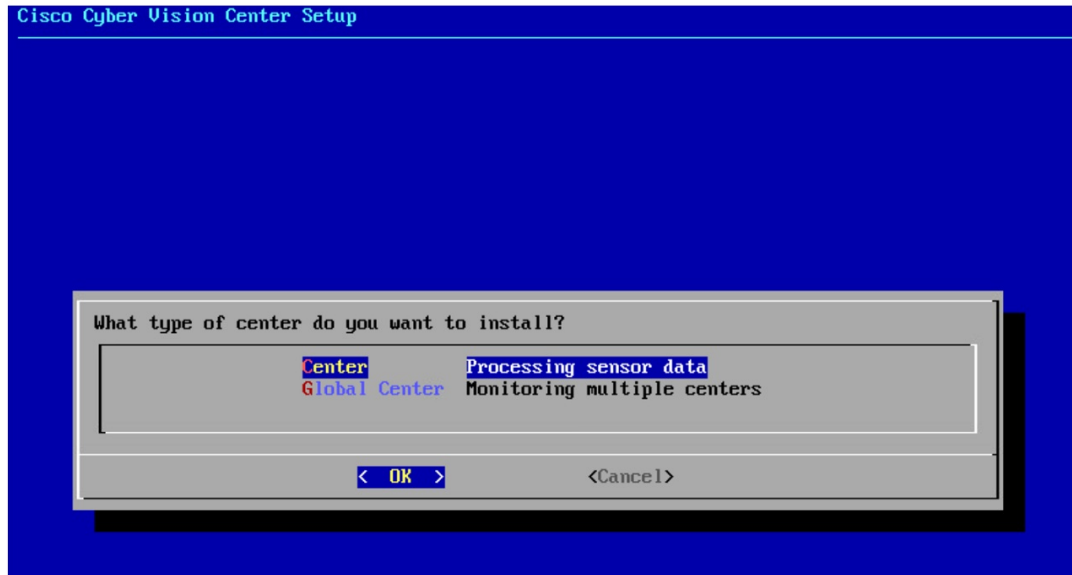 Cisco Cyber Vision Center Setup
What type of center do you want to install?
Center Processing sensor data
Global Center Monitoring multiple centers
< OK > <Cancel>